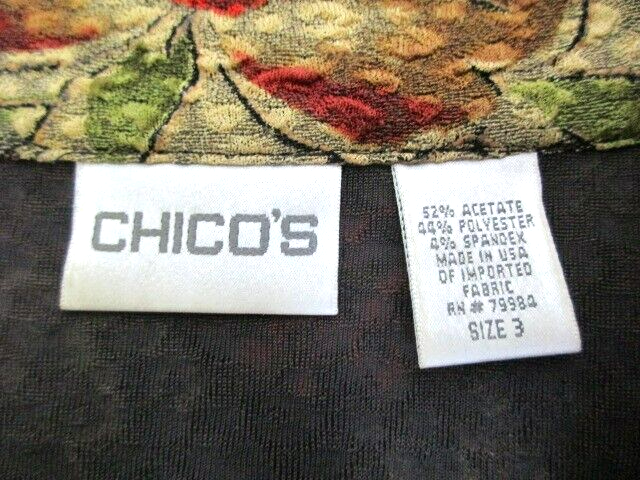 CHICO'S
52% ACETATE
44% POLYESTER
4% SPANDEX
MADE IN USA
OF IMPORTED
FABRIC
RN # 79984
SIZE 3